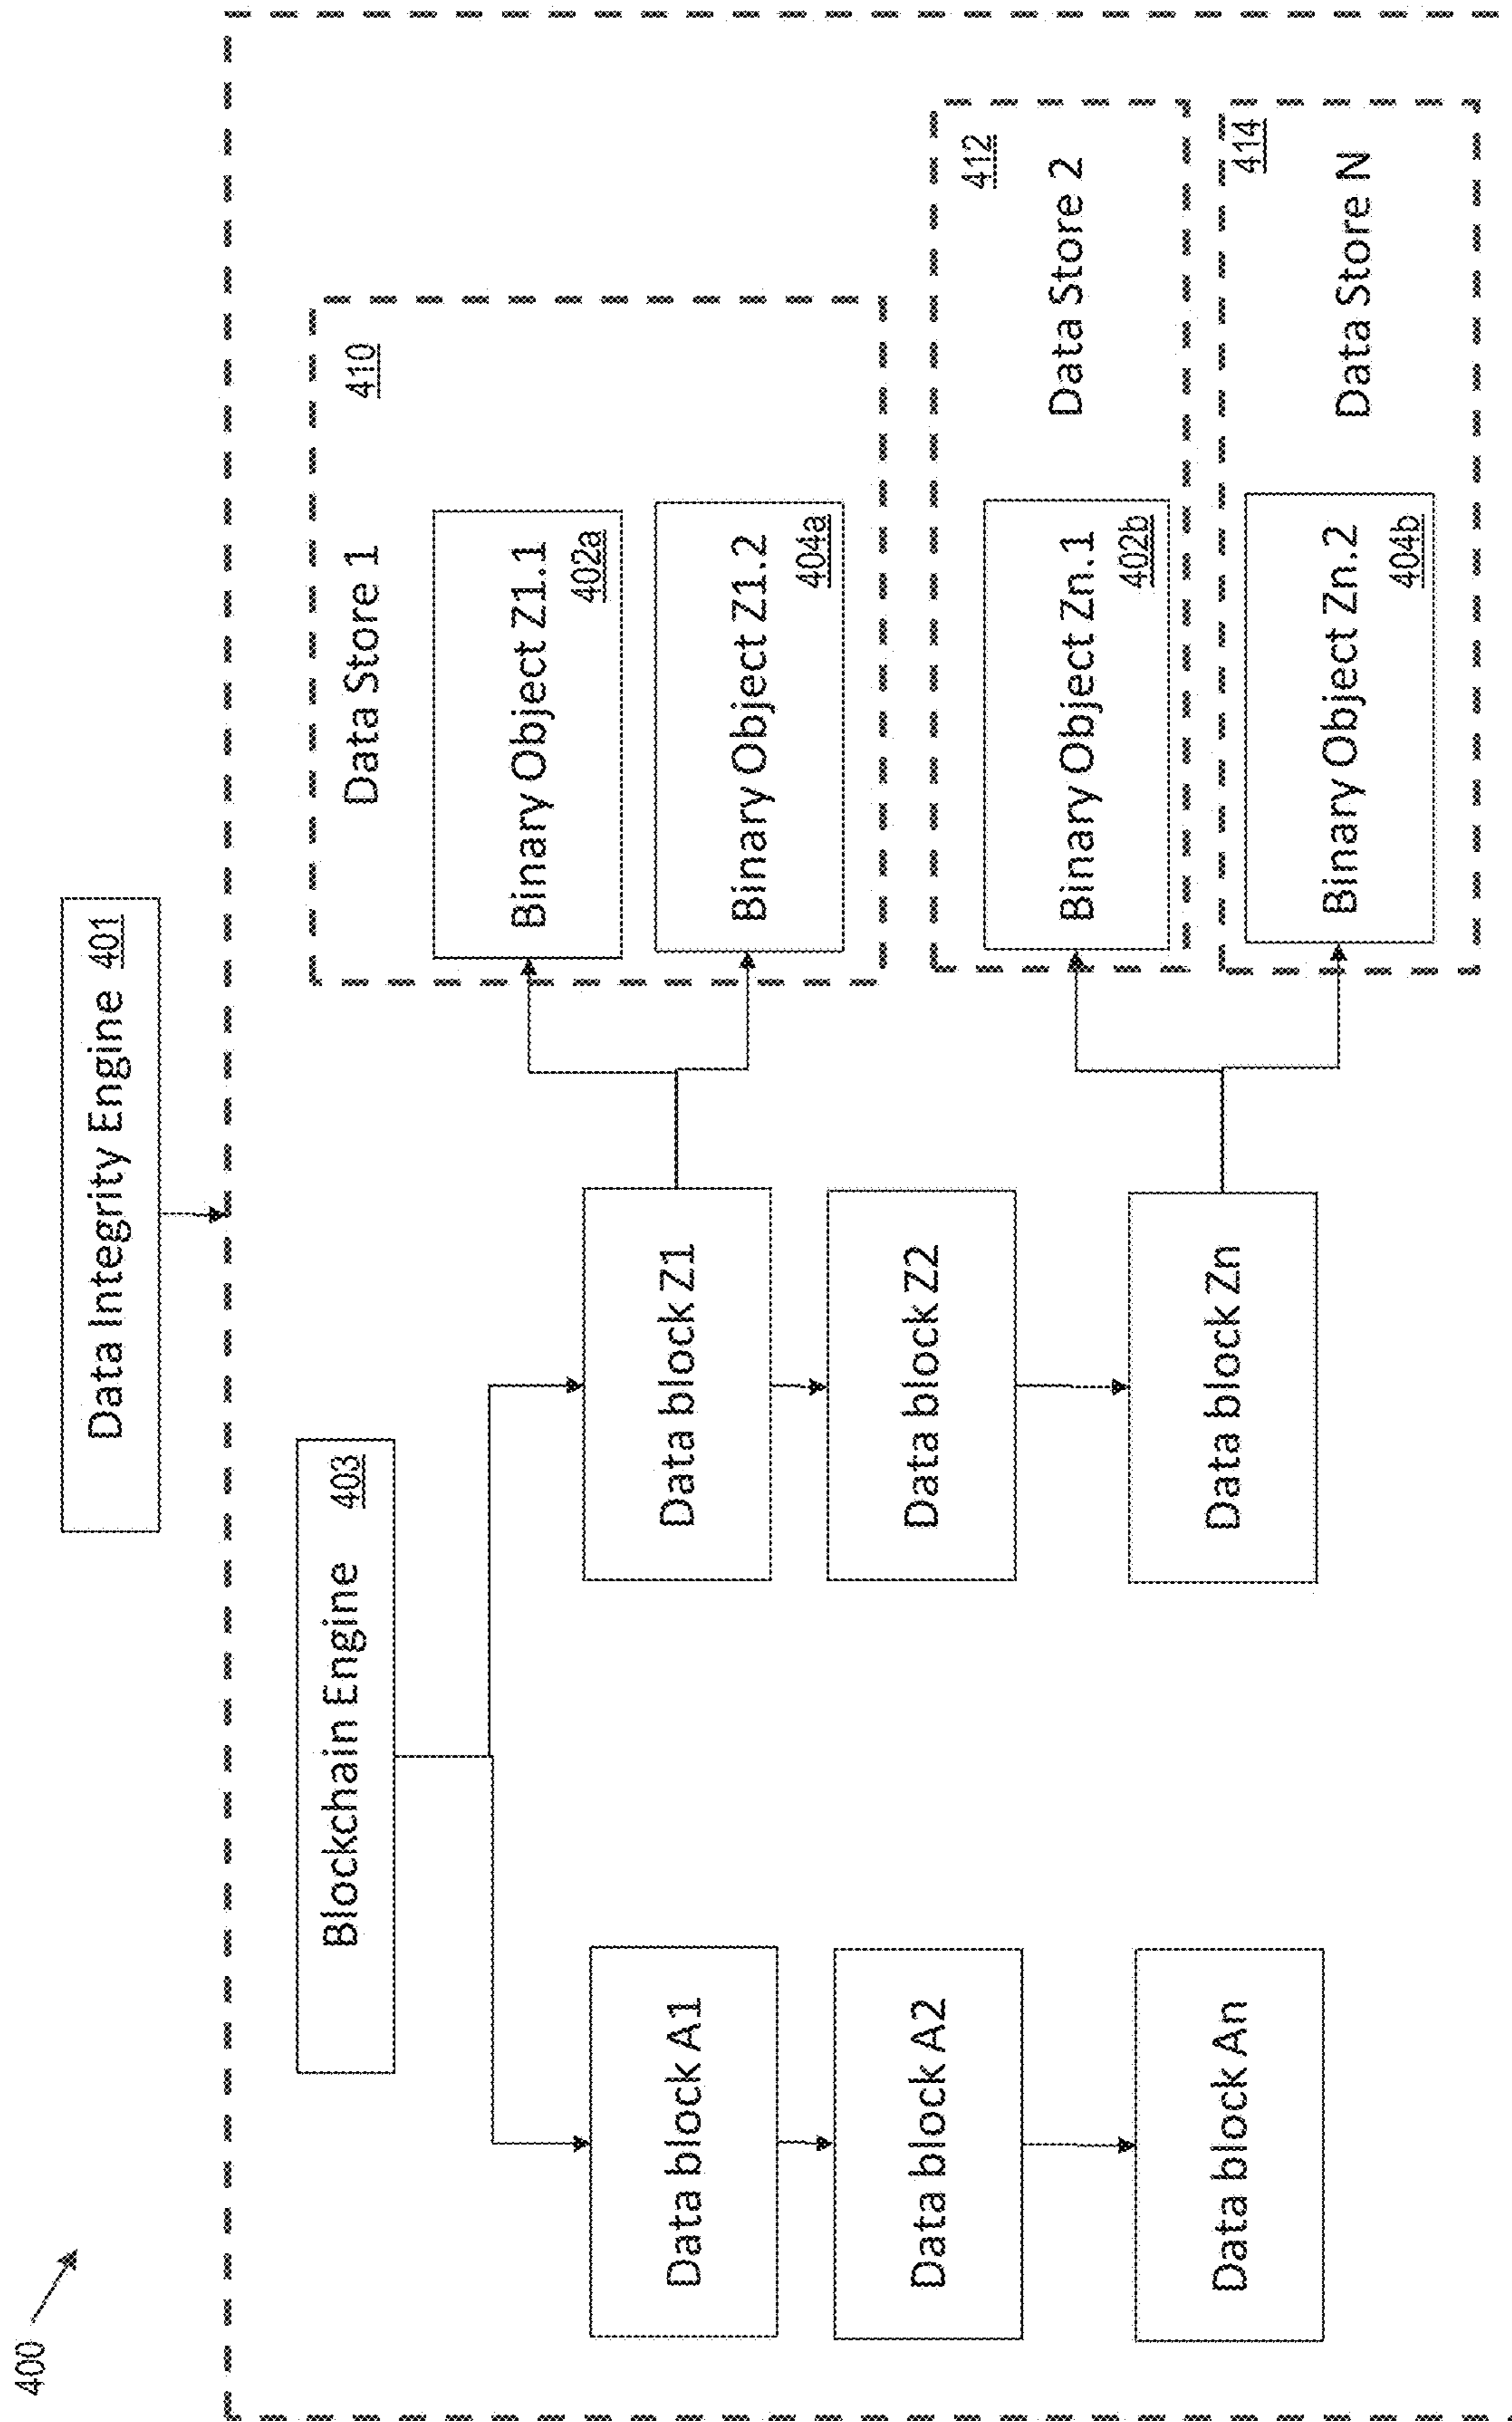 400
Data Integrity Engine 401
Blockchain Engine 403
Data block A1
Data block A2
Data block An
Data block Z1
Data block Z2
Data block Zn
Data Store 1
410
Binary Object Z1.1
402a
Binary Object Z1.2
404a
412
Data Store 2
Binary Object Zn.1
402b
414
Data Store N
Binary Object Zn.2
404b